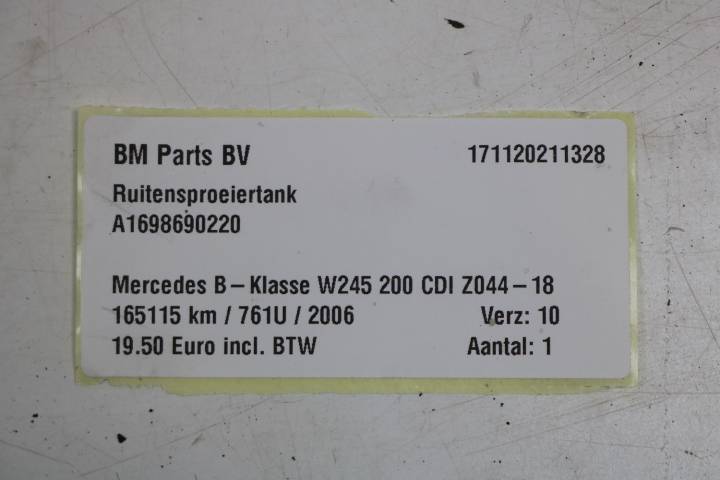 BM Parts BV 171120211328
Ruitensproeiertank
A1698690220
Mercedes B-Klasse W245 200 CDI Z044-18
165115 km / 761U / 2006 Verz: 10
19.50 Euro incl. BTW Aantal: 1